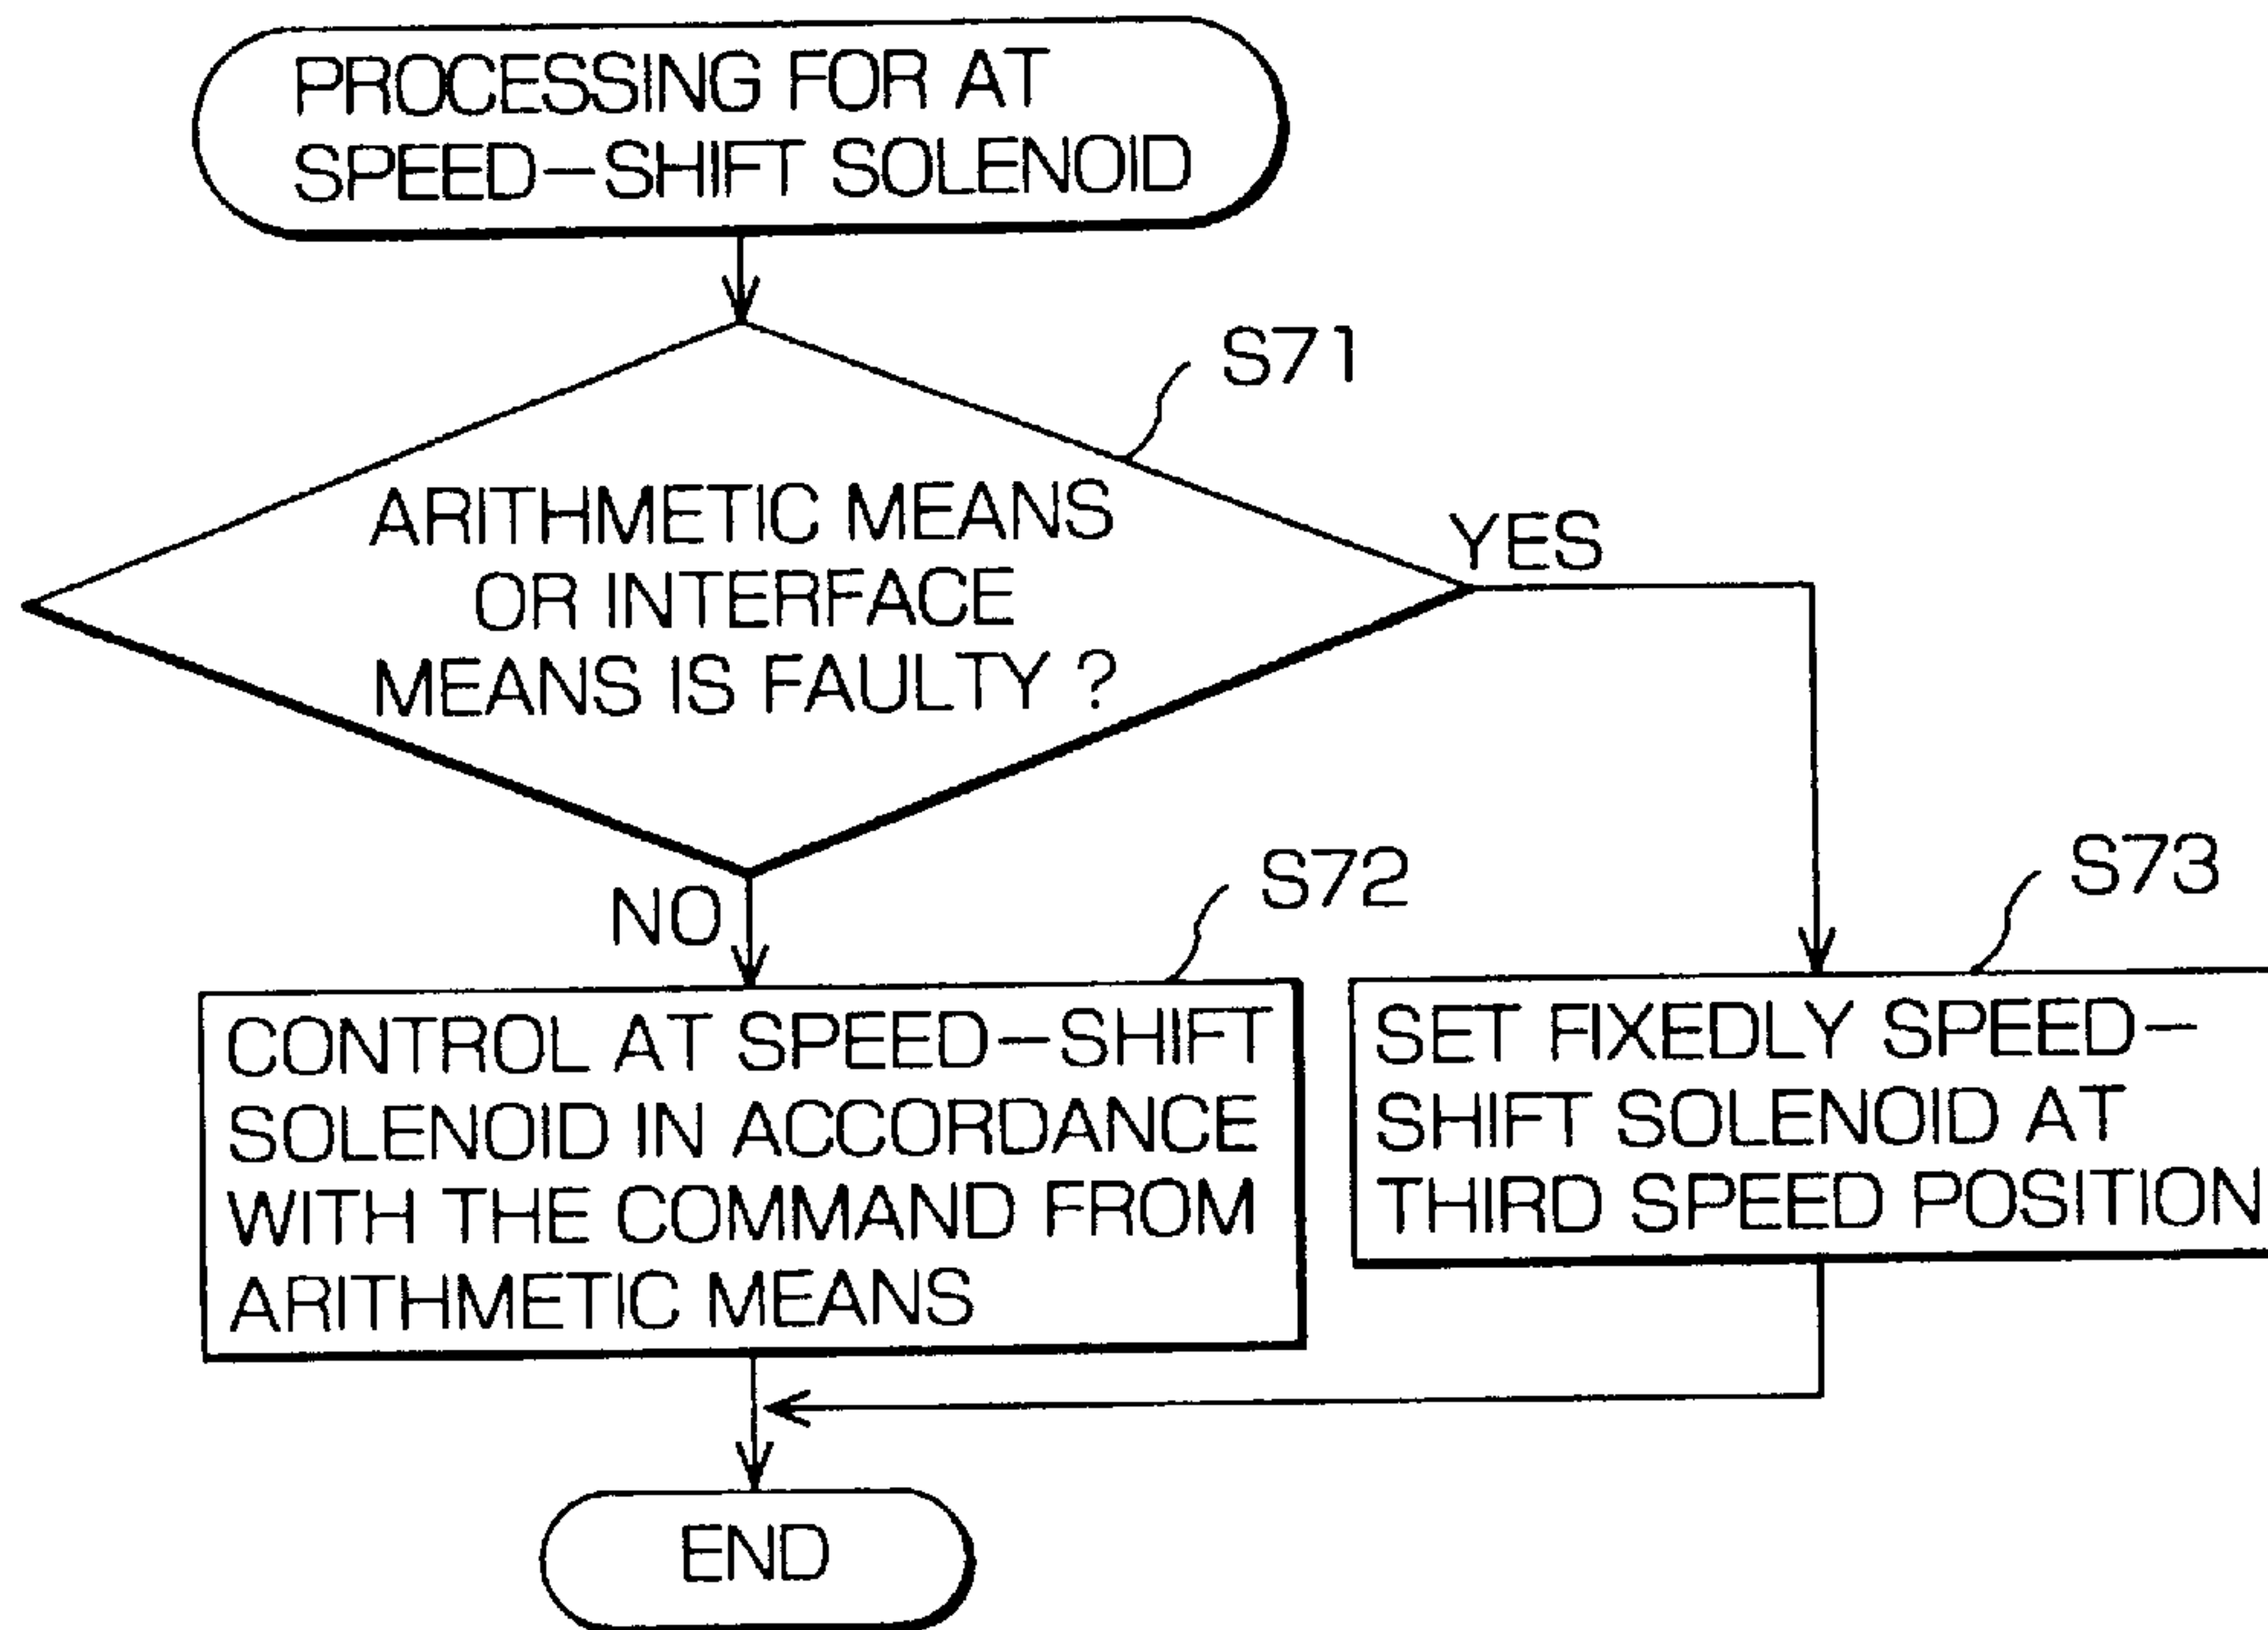 PROCESSING FOR AT
SPEED-SHIFT SOLENOID
S71
ARITHMETIC MEANS
OR INTERFACE
MEANS IS FAULTY ?
YES
NO
S72
S73
CONTROL AT SPEED-SHIFT
SOLENOID IN ACCORDANCE
WITH THE COMMAND FROM
ARITHMETIC MEANS
SET FIXEDLY SPEED-
SHIFT SOLENOID AT
THIRD SPEED POSITION
END